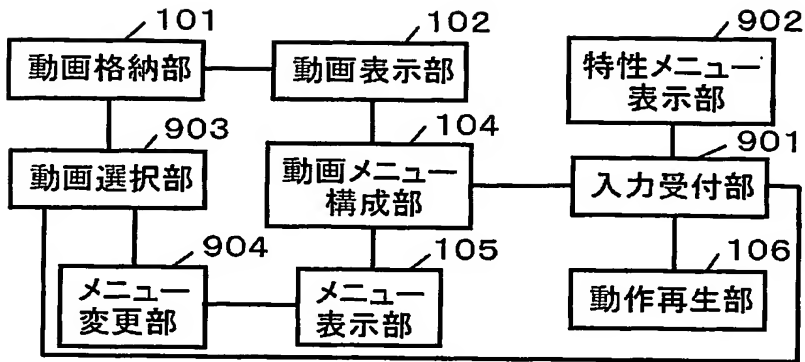 101
動画格納部
102
動画表示部
902
特性メニュー
表示部
903
動画選択部
104
動画メニュー
構成部
901
入力受付部
904
メニュー
変更部
105
メニュー
表示部
106
動作再生部